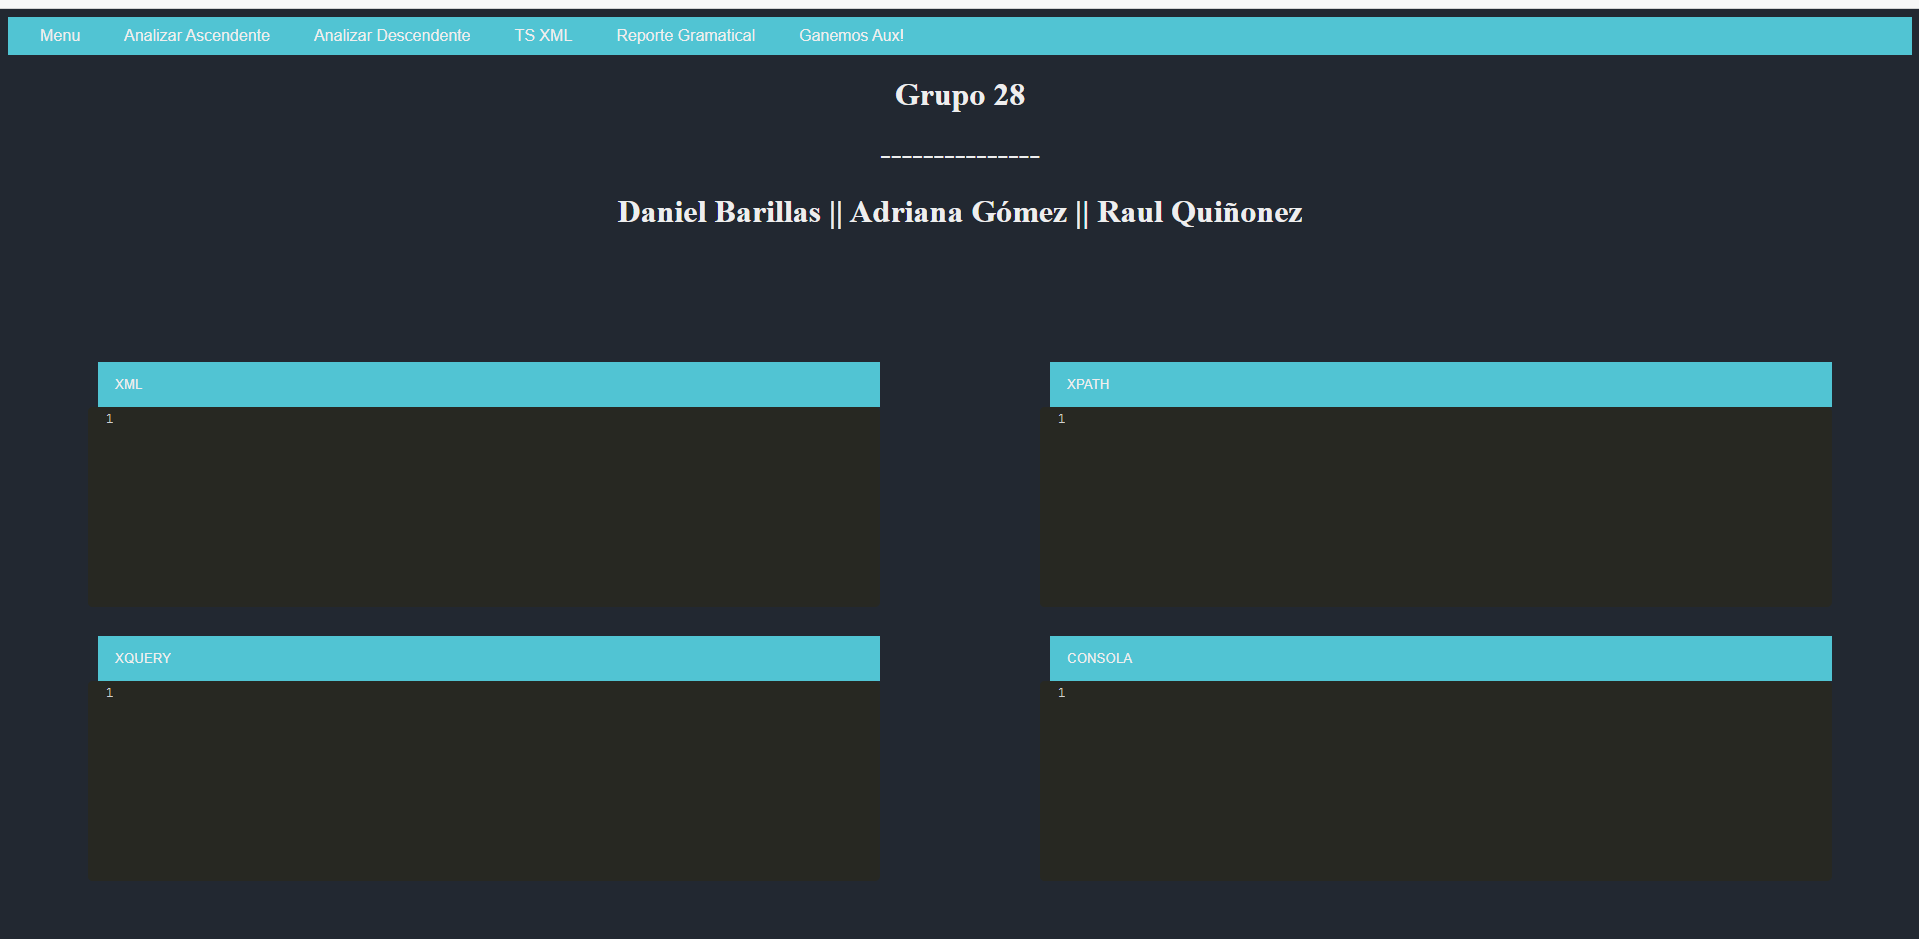 Menu Analizar Ascendente Analizar Descendente TS XML Reporte Gramatical Ganemos Aux!
Grupo 28
---------------
Daniel Barillas || Adriana Gómez || Raul Quiñonez
XML
1
XPATH
1
XQUERY
1
CONSOLA
1